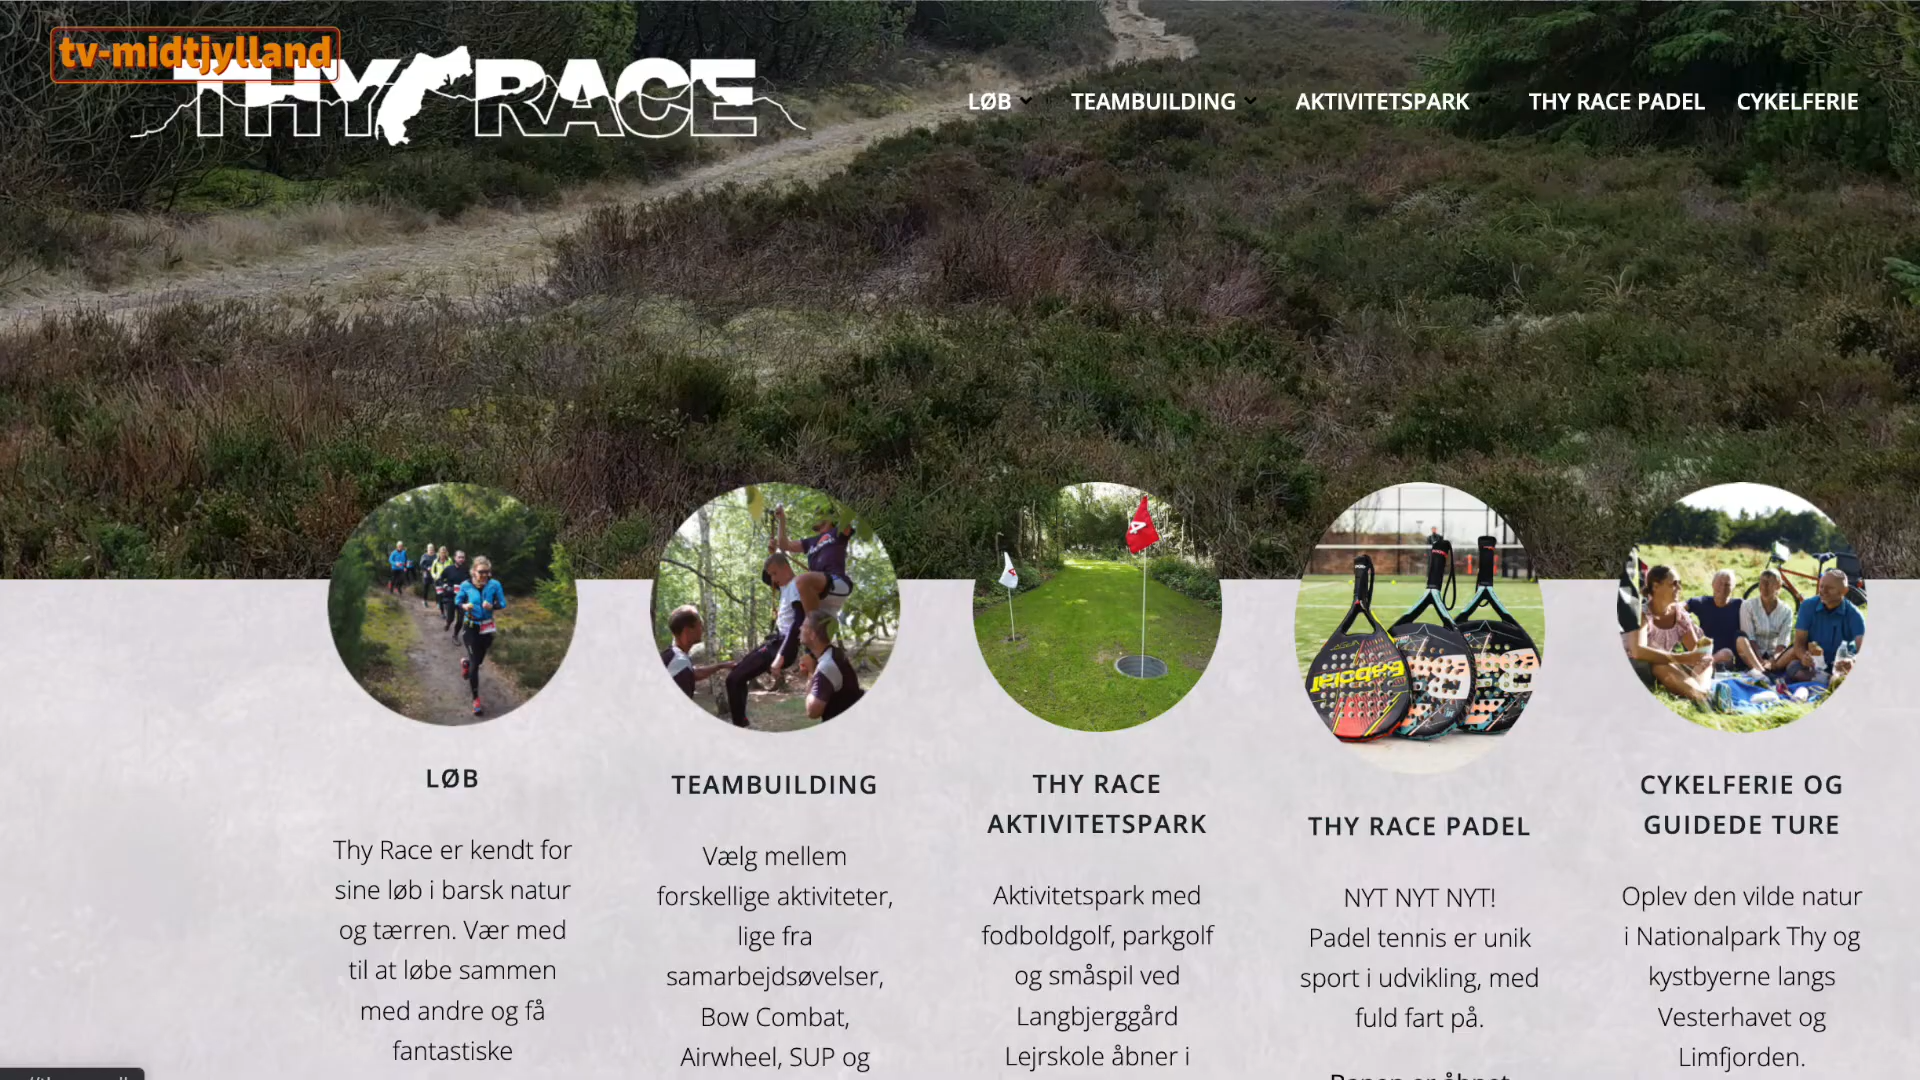 tv-midtjylland
THY RACE
LØB
TEAMBUILDING
AKTIVITETSPARK
THY RACE PADEL
CYKELFERIE
4
Babolat
LØB
Thy Race er kendt for
sine løb i barsk natur
og tærren. Vær med
til at løbe sammen
med andre og få
fantastiske
TEAMBUILDING
Vælg mellem
forskellige aktiviteter,
lige fra
samarbejdsøvelser,
Bow Combat,
Airwheel, SUP og
THY RACE
AKTIVITETSPARK
Aktivitetspark med
fodboldgolf, parkgolf
og småspil ved
Langbjerggård
Lejrskole åbner i
THY RACE PADEL
NYT NYT NYT!
Padel tennis er unik
sport i udvikling, med
fuld fart på.
CYKELFERIE OG
GUIDEDE TURE
Oplev den vilde natur
i Nationalpark Thy og
kystbyerne langs
Vesterhavet og
Limfjorden.